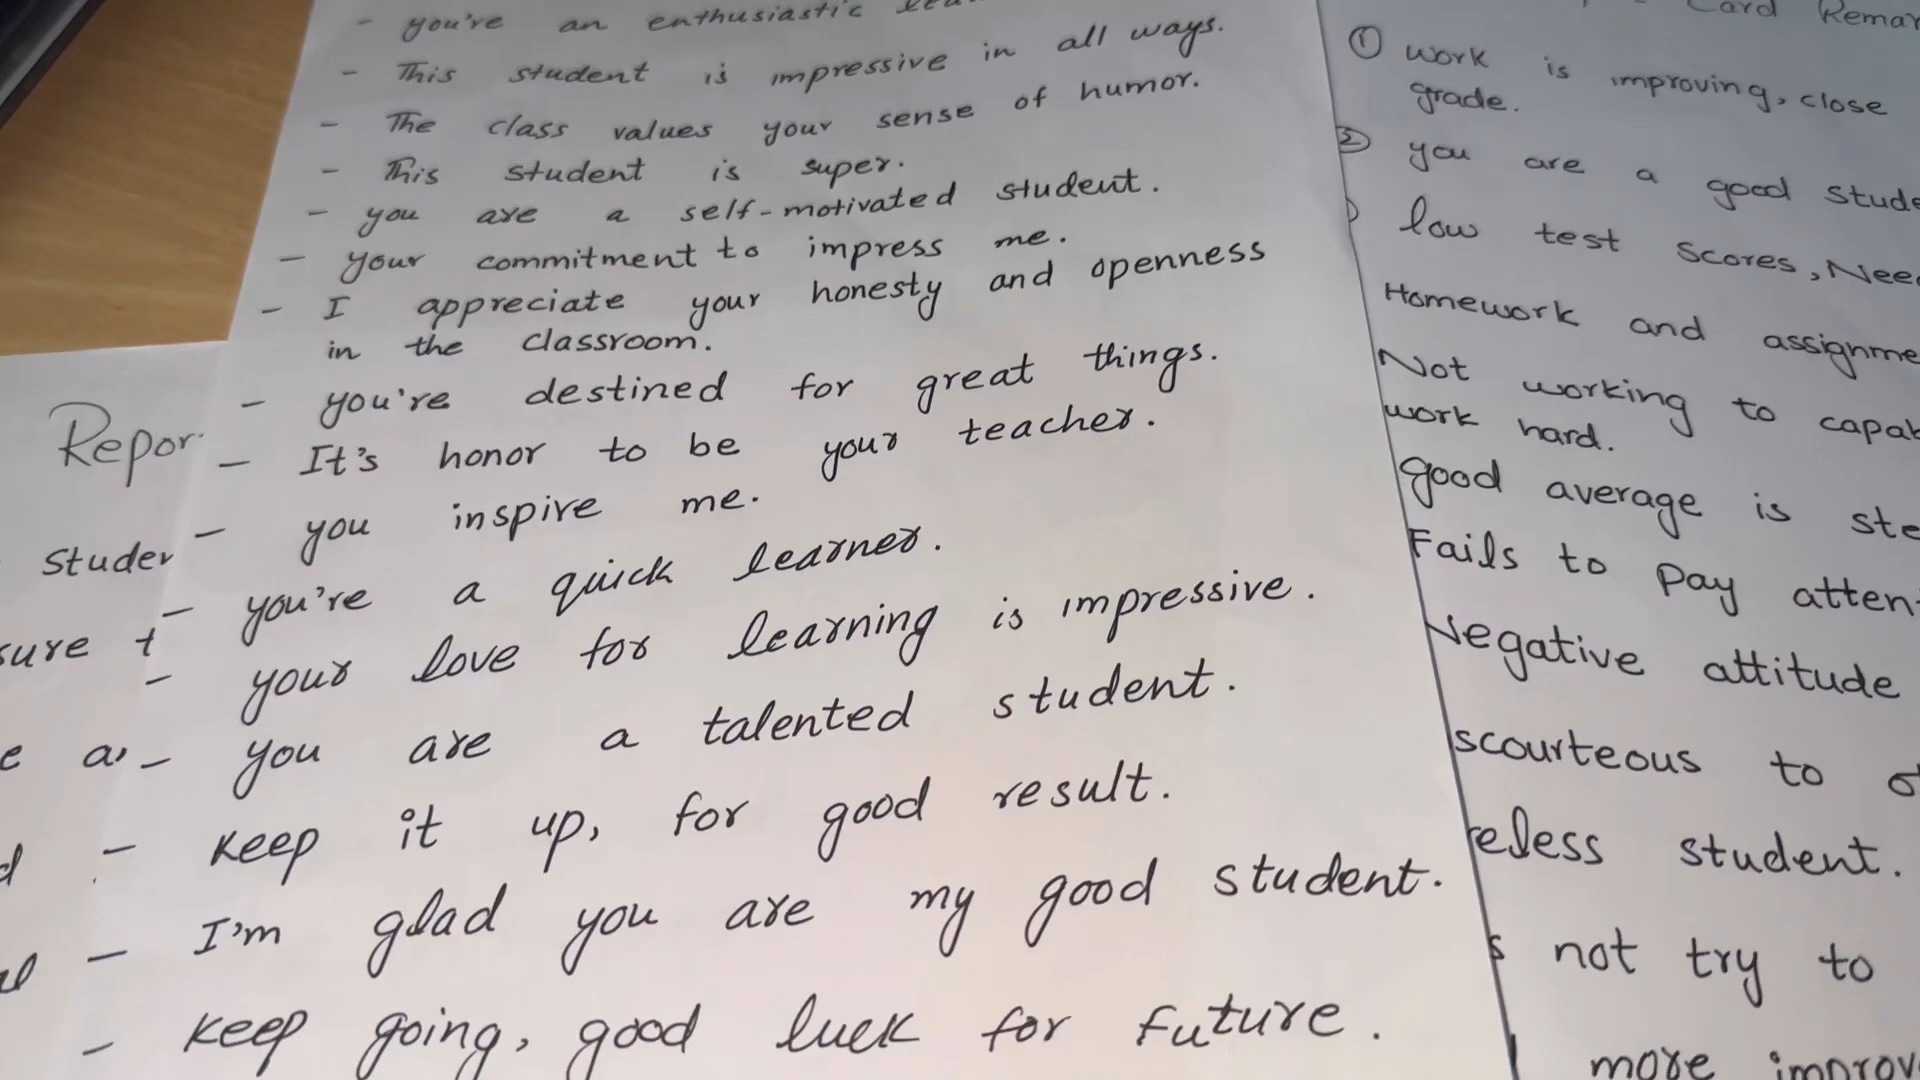 - you're an enthusiastic
- This student is impressive in all ways.
- The class values your sense of humor.
- This student is super.
- you are a self-motivated student.
- your commitment to impress me.
- I appreciate your honesty and openness
in the classroom.
- you're destined for great things.
- It's honor to be your teacher.
- you inspire me.
- you're a quick learner.
- your love for learning is impressive.
- you are a talented student.
- Keep it up, for good result.
- I'm glad you are my good student.
- Keep going, good luck for future.
Card Remar
① work is improving, close
grade.
② you are a good stude
low test scores, Nee
Homework and assignme
Not working to capab
work hard.
good average is ste
Fails to pay atten
Negative attitude
scourteous to o
eless student.
s not try to
more improv
Repor
studen
sure t